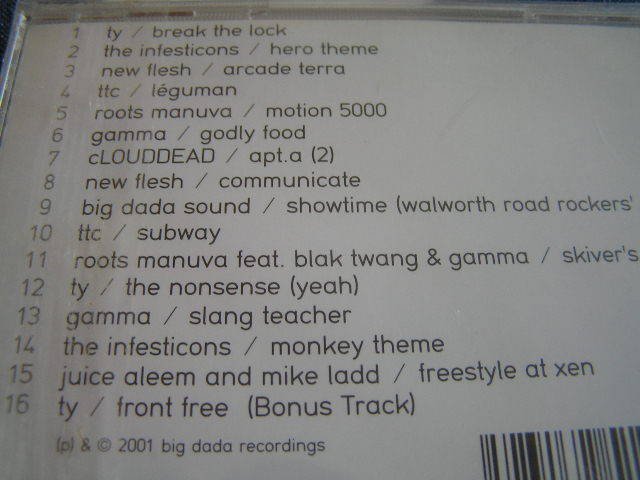 1 ty / break the lock
2 the infesticons / hero theme
3 new flesh / arcade terra
4 ttc / léguman
5 roots manuva / motion 5000
6 gamma / godly food
7 cLOUDDEAD / apt.a (2)
8 new flesh / communicate
9 big dada sound / showtime (walworth road rockers'
10 ttc / subway
11 roots manuva feat. blak twang & gamma / skiver's
12 ty / the nonsense (yeah)
13 gamma / slang teacher
14 the infesticons / monkey theme
15 juice aleem and mike ladd / freestyle at xen
16 ty / front free (Bonus Track)
(p) & © 2001 big dada recordings